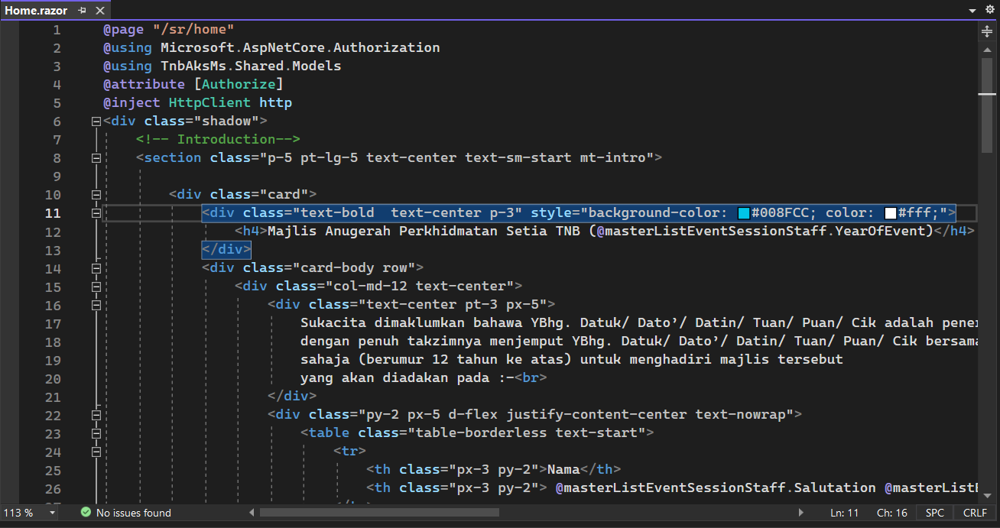 Home.razor
1 @page "/sr/home"
2 @using Microsoft.AspNetCore.Authorization
3 @using TnbAksMs.Shared.Models
4 @attribute [Authorize]
5 @inject HttpClient http
6 <div class="shadow">
7 <!-- Introduction-->
8 <section class="p-5 pt-lg-5 text-center text-sm-start mt-intro">
9
10 <div class="card">
11 <div class="text-bold  text-center p-3" style="background-color: #008FCC; color: #fff;">
12 <h4>Majlis Anugerah Perkhidmatan Setia TNB (@masterListEventSessionStaff.YearOfEvent)</h4>
13 </div>
14 <div class="card-body row">
15 <div class="col-md-12 text-center">
16 <div class="text-center pt-3 px-5">
17 Sukacita dimaklumkan bahawa YBhg. Datuk/ Dato’/ Datin/ Tuan/ Puan/ Cik adalah pener
18 dengan penuh takzimnya menjemput YBhg. Datuk/ Dato’/ Datin/ Tuan/ Puan/ Cik bersama
19 sahaja (berumur 12 tahun ke atas) untuk menghadiri majlis tersebut
20 yang akan diadakan pada :-<br>
21 </div>
22 <div class="py-2 px-5 d-flex justify-content-center text-nowrap">
23 <table class="table-borderless text-start">
24 <tr>
25 <th class="px-3 py-2">Nama</th>
26 <th class="px-3 py-2"> @masterListEventSessionStaff.Salutation @masterListE
113 % No issues found Ln: 11 Ch: 16 SPC CRLF